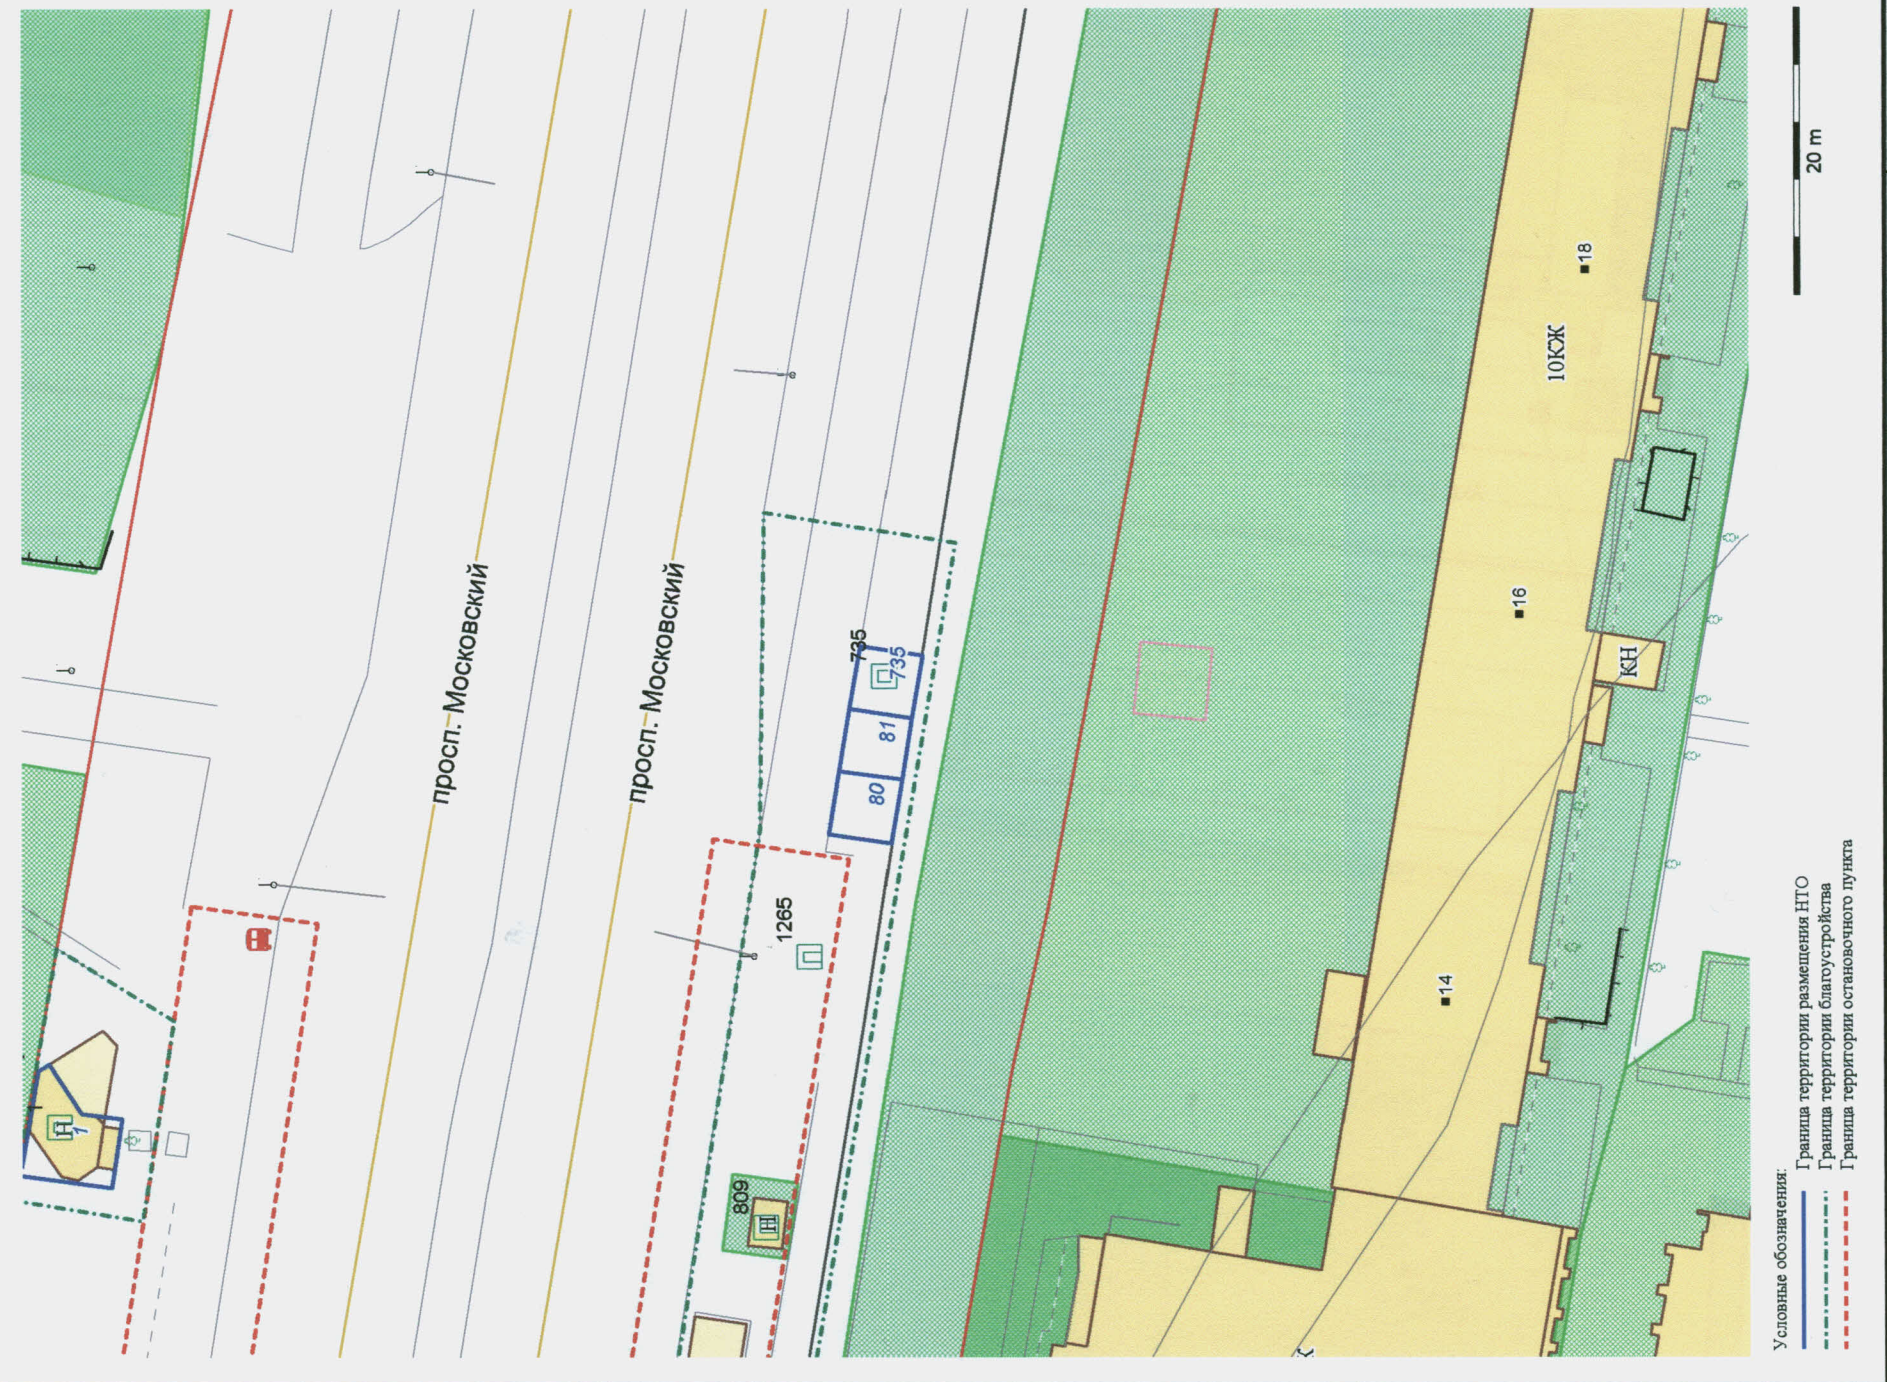 просп. Московский
просп. Московский
735
735
81
80
1265
809
Н
Н
1
18
10КЖ
16
КН
14
20 m
Условные обозначения:
Граница территории размещения НТО
Граница территории благоустройства
Граница территории остановочного пункта